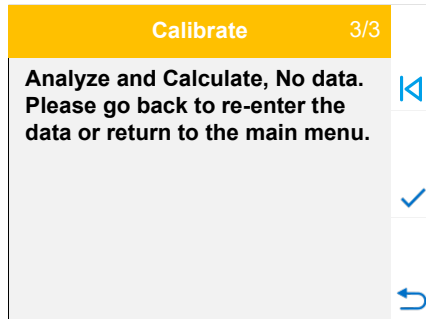 Calibrate 3/3
Analyze and Calculate, No data.
Please go back to re-enter the
data or return to the main menu.